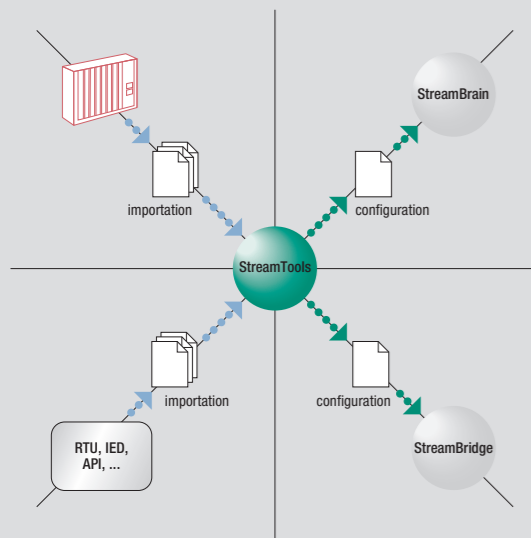 StreamBrain
importation
configuration
StreamTools
importation
configuration
RTU, IED,
API, ...
StreamBridge